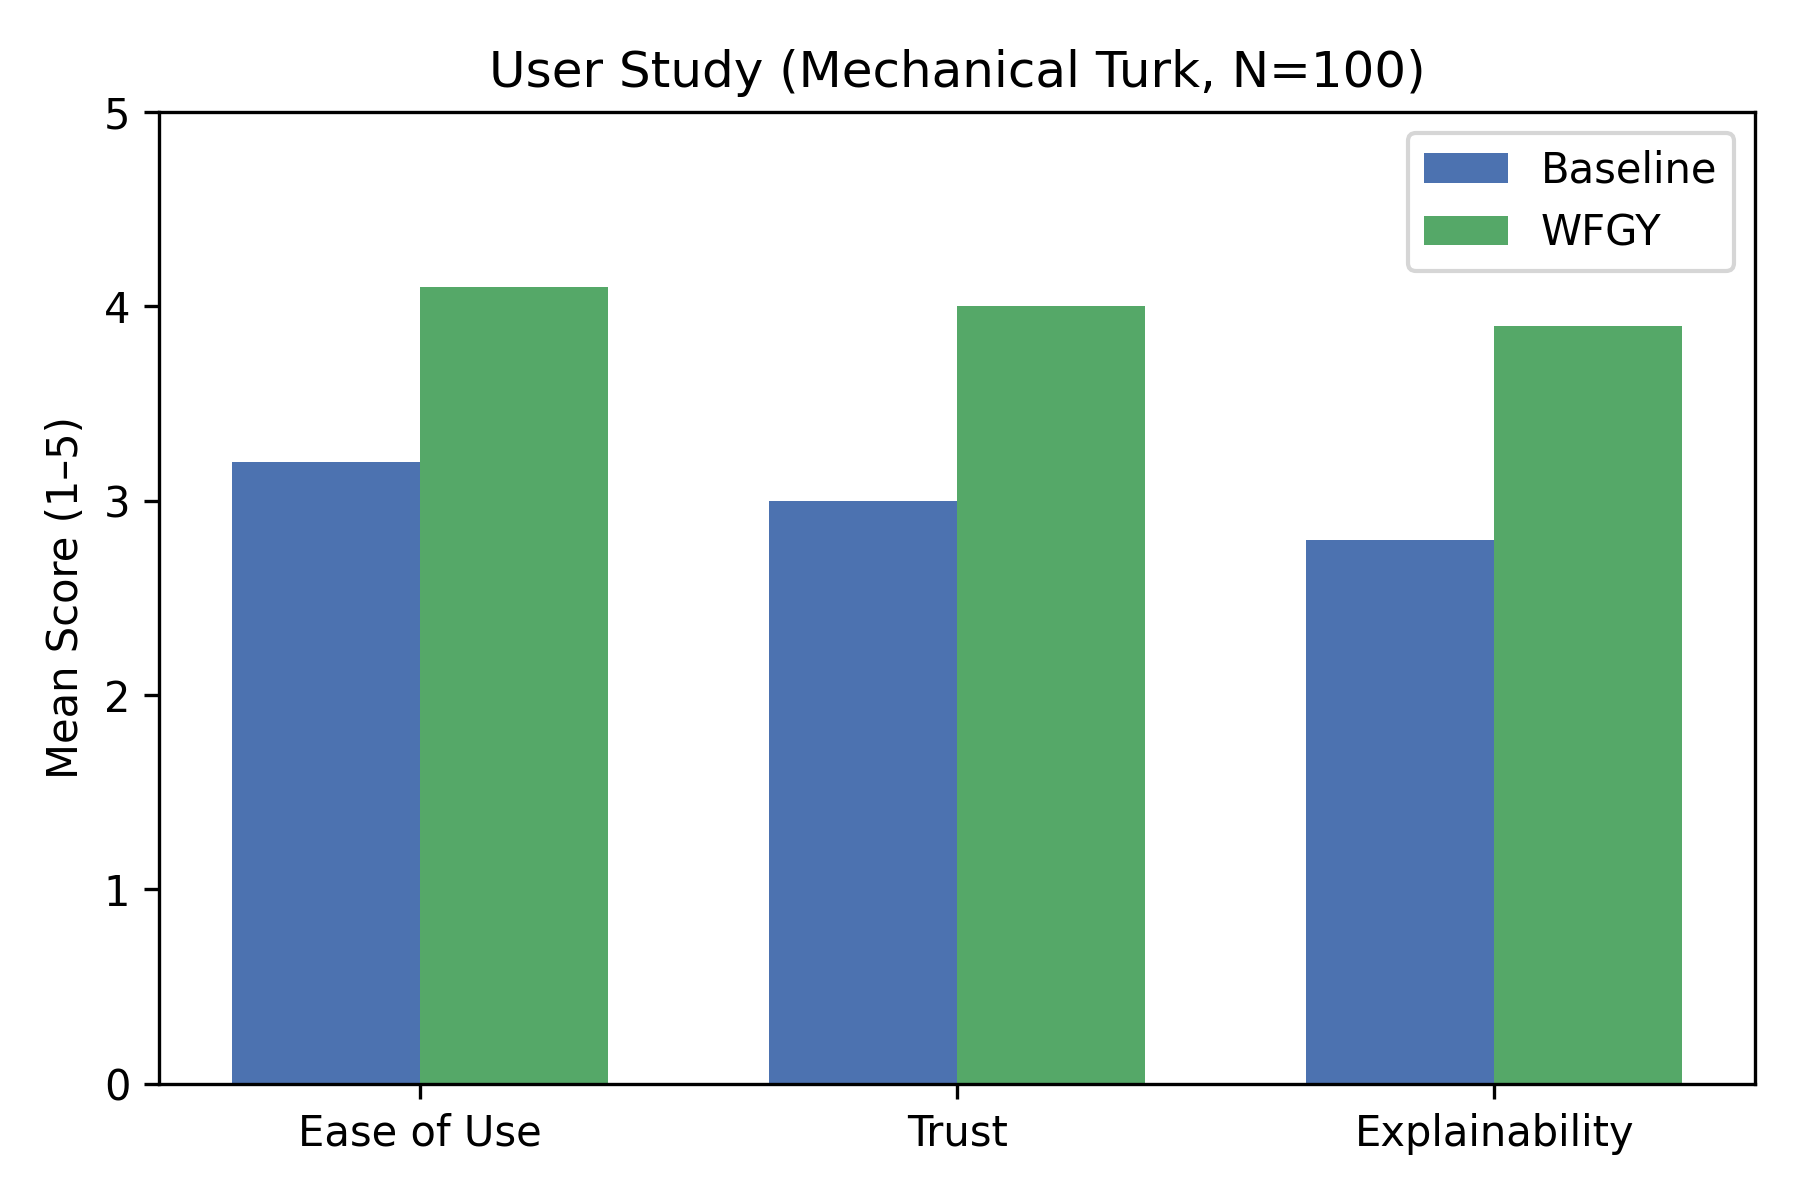 User Study (Mechanical Turk, N=100)
Baseline
WFGY
Mean Score (1–5)
5
4
3
2
1
0
Ease of Use
Trust
Explainability